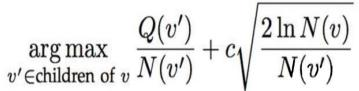 arg max Q(v′)/N(v′) + c√(2 ln N(v)/N(v′))
v′∈children of v